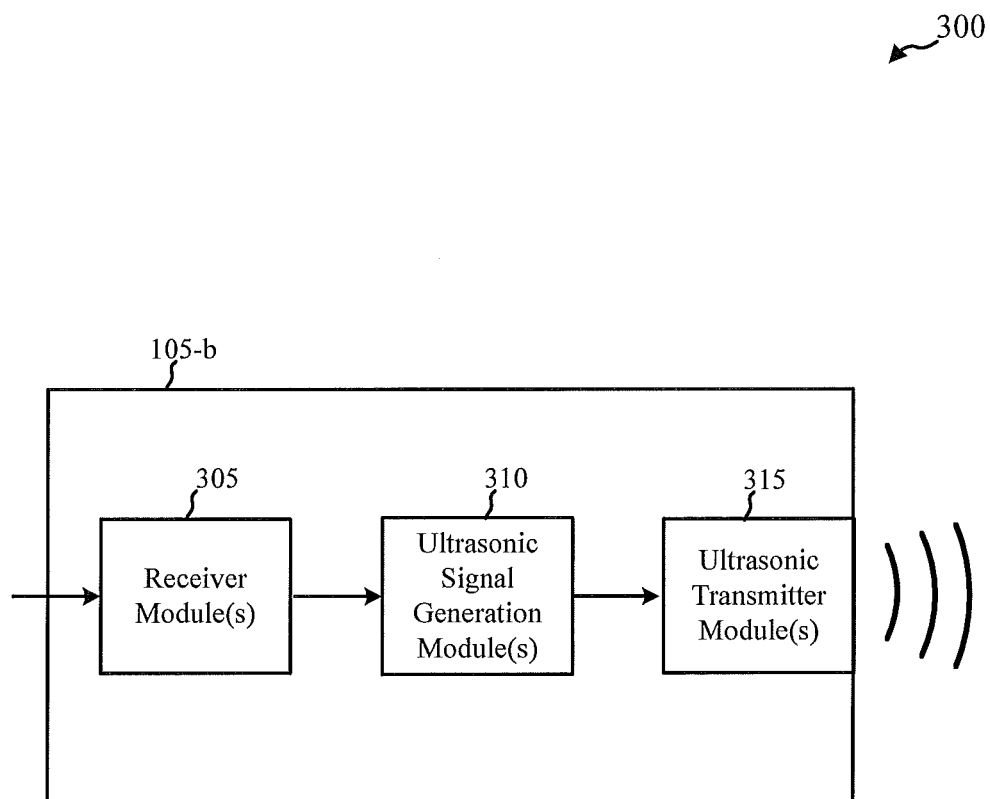 300
105-b
305
310
315
Receiver
Module(s)
Ultrasonic
Signal
Generation
Module(s)
Ultrasonic
Transmitter
Module(s)